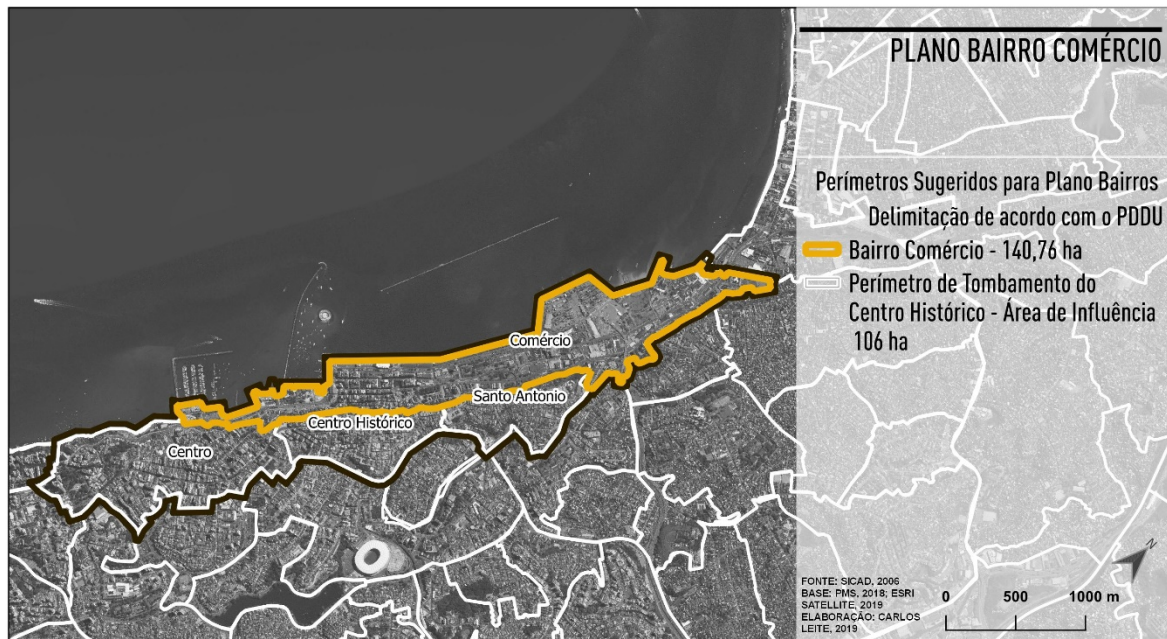 PLANO BAIRRO COMÉRCIO
Perímetros Sugeridos para Plano Bairros
Delimitação de acordo com o PDDU
Bairro Comércio - 140,76 ha
Perímetro de Tombamento do
Centro Histórico - Área de Influência
106 ha
Comércio
Santo Antonio
Centro Histórico
Centro
N
FONTE: SICAD, 2006
BASE: PMS, 2018; ESRI
SATELLITE, 2019
ELABORAÇÃO: CARLOS
LEITE, 2019
0 500 1000 m